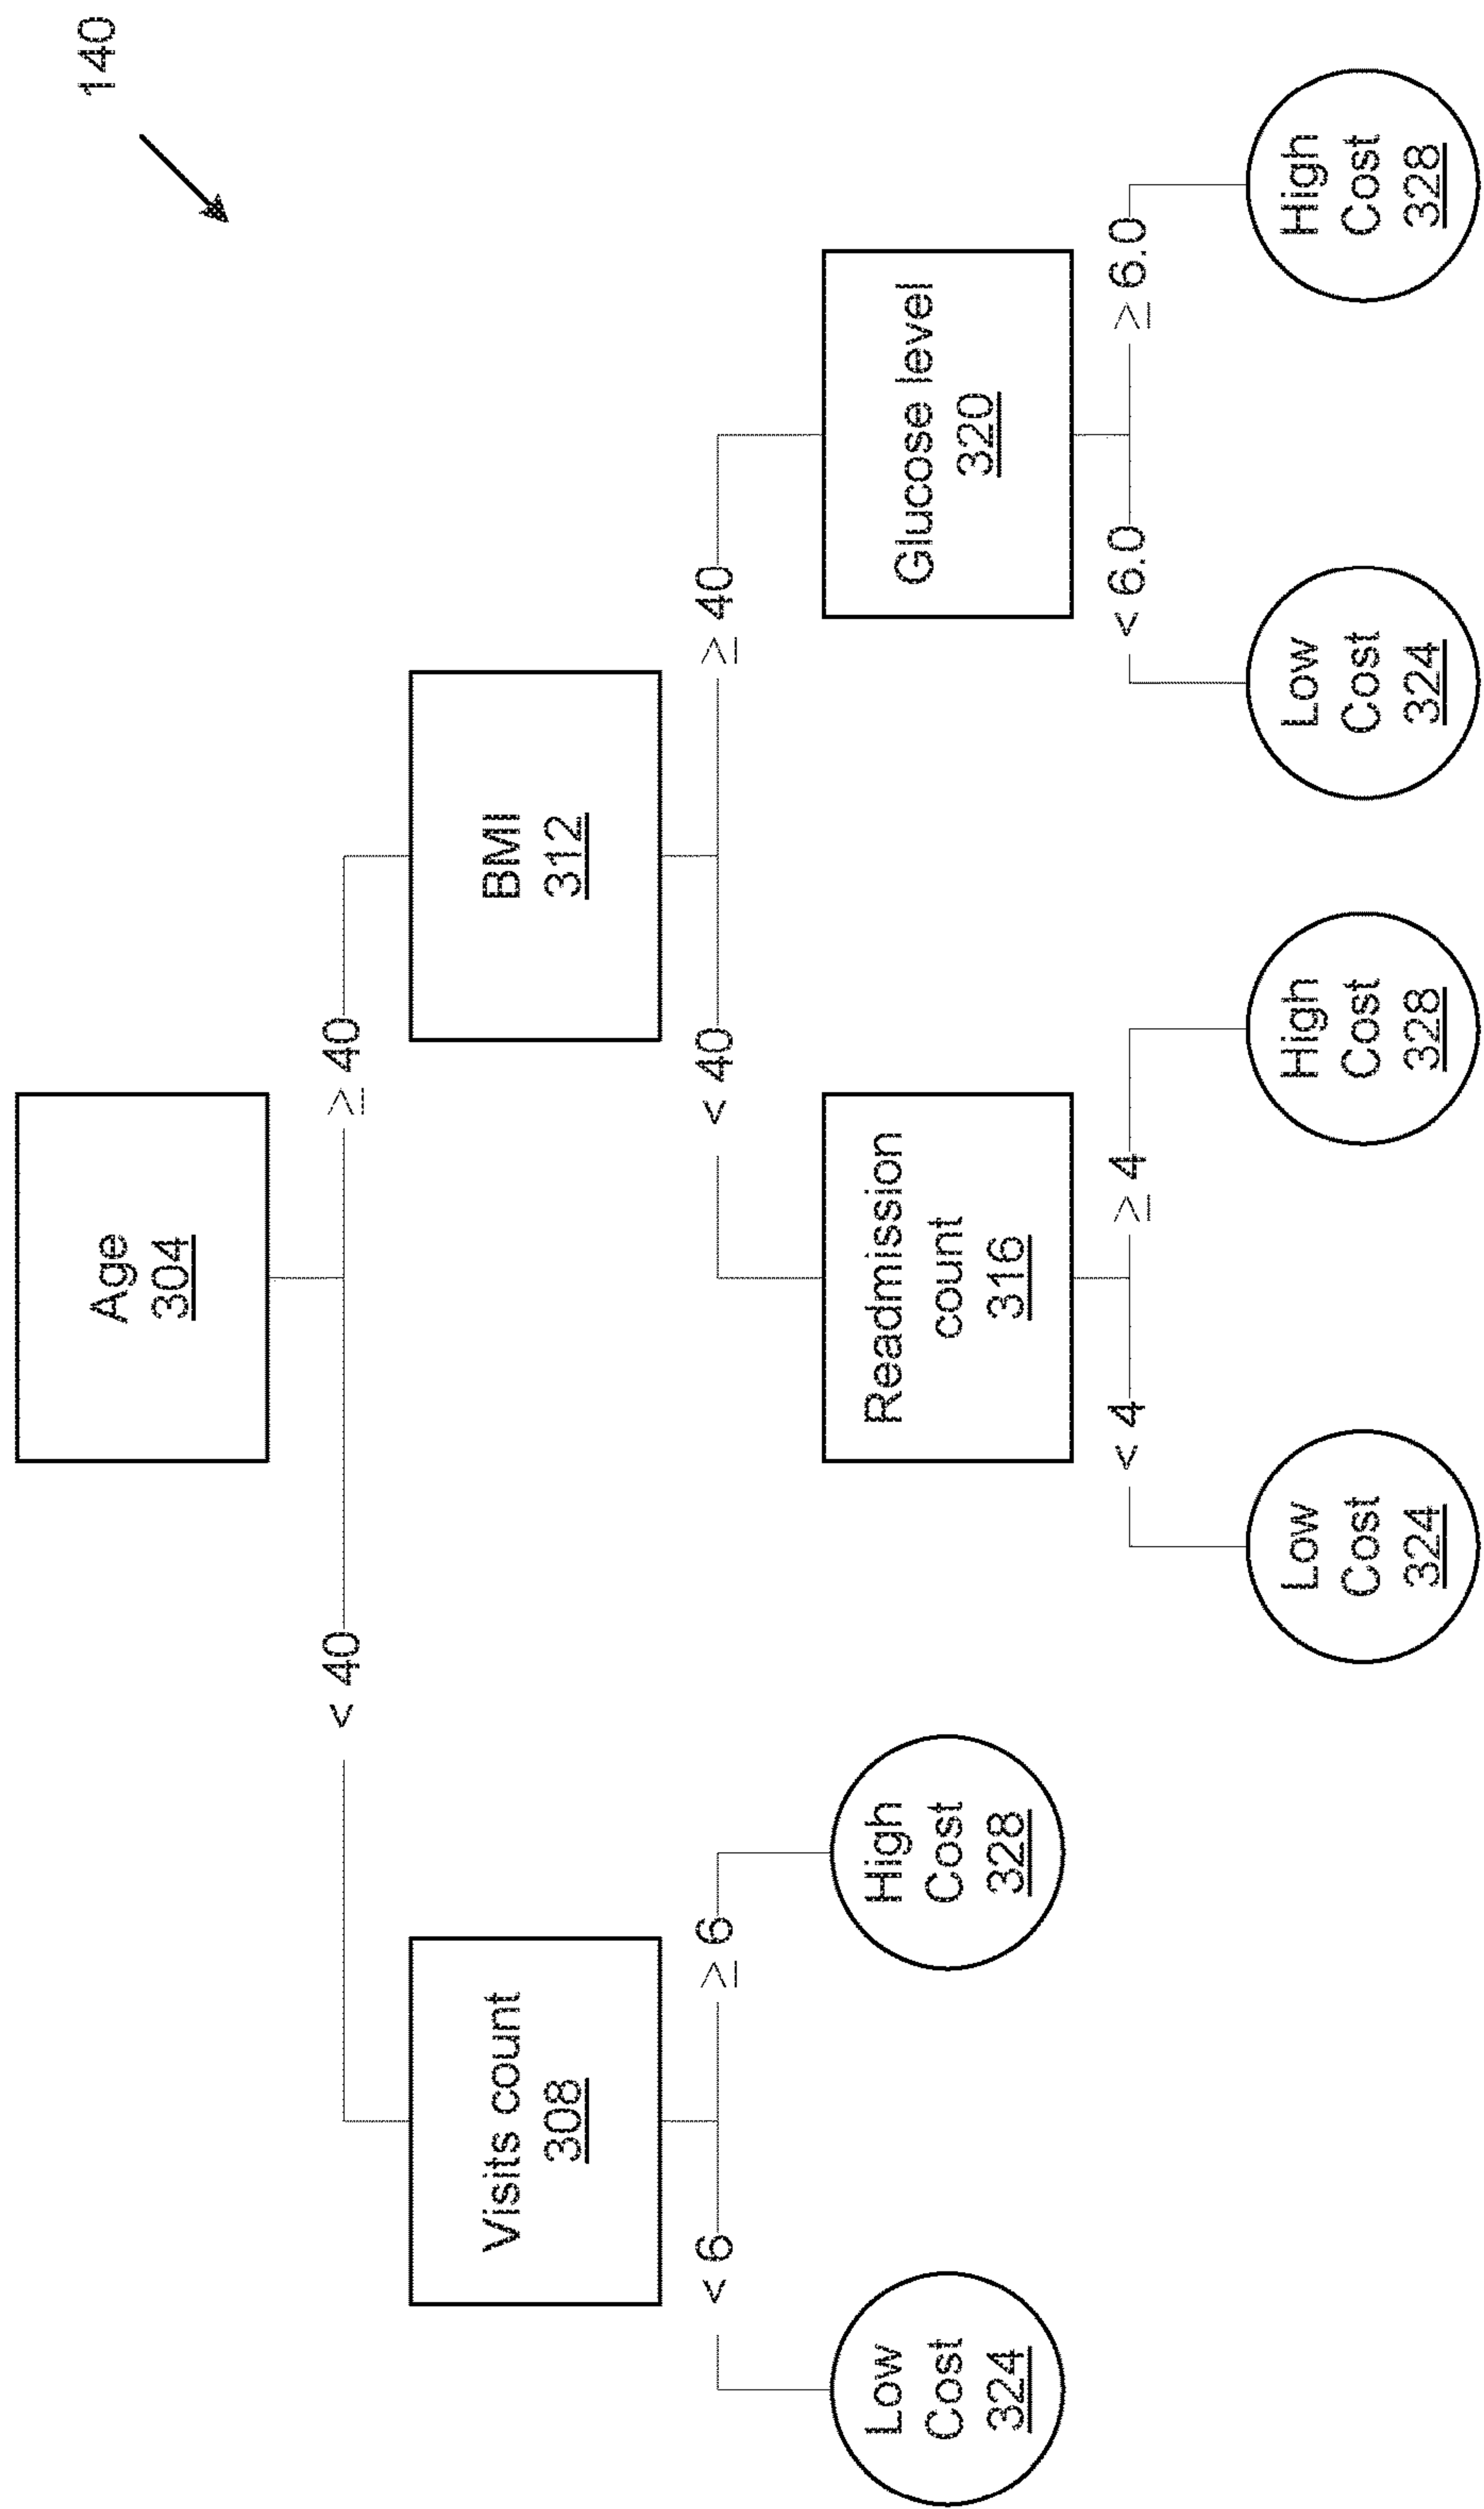 140
Age
304
< 40
≥ 40
Visits count
308
BMI
312
< 6
≥ 6
< 40
≥ 40
Low
Cost
324
High
Cost
328
Readmission
count
316
Glucose level
320
< 4
≥ 4
< 6.0
≥ 6.0
Low
Cost
324
High
Cost
328
Low
Cost
324
High
Cost
328